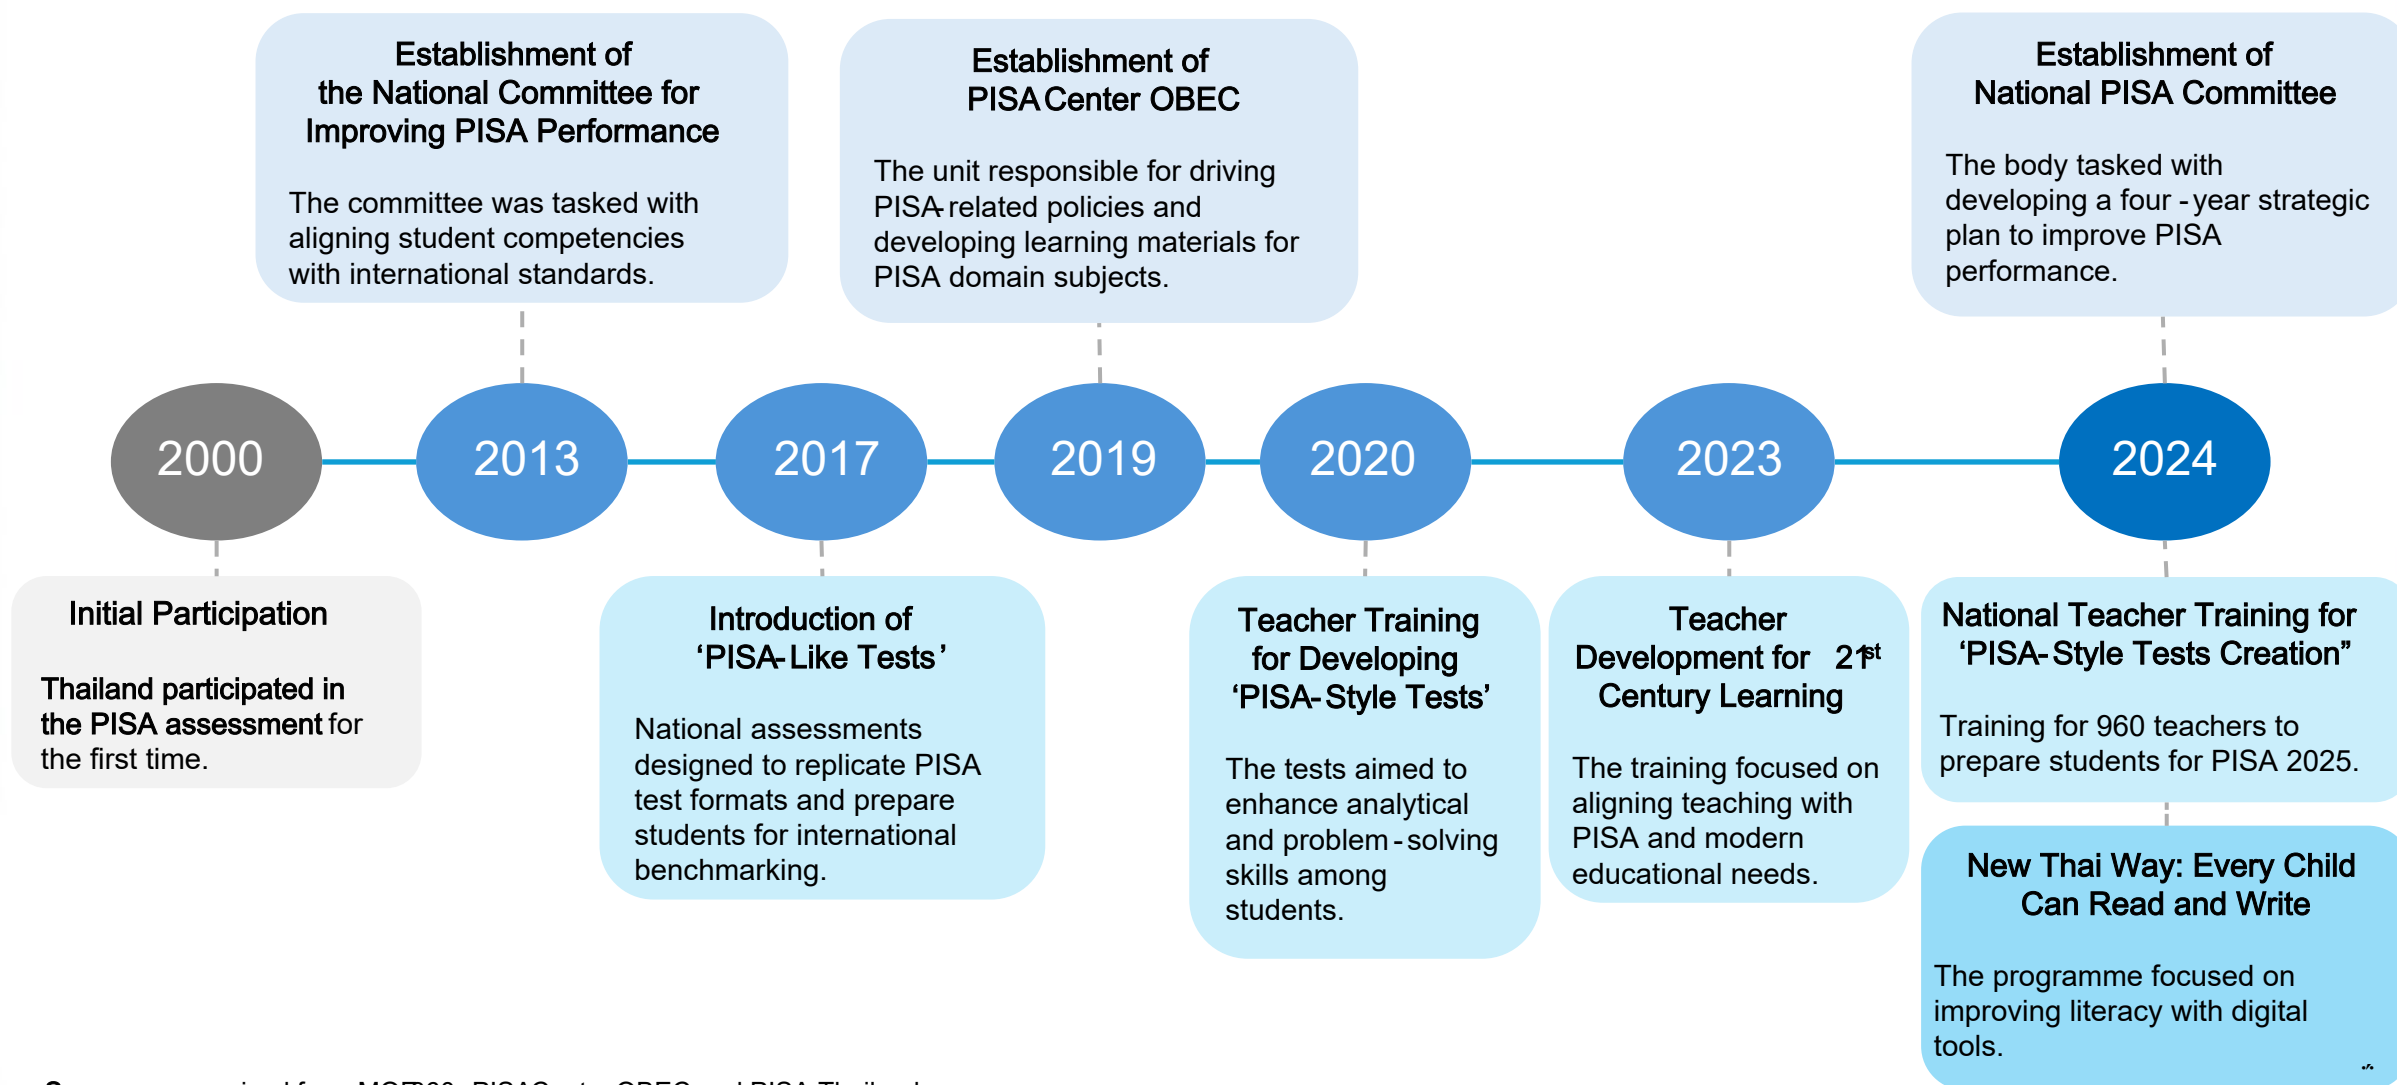 Establishment of
the National Committee for
Improving PISA Performance
The committee was tasked with
aligning student competencies
with international standards.
Establishment of
PISA Center OBEC
The unit responsible for driving
PISA-related policies and
developing learning materials for
PISA domain subjects.
Establishment of
National PISA Committee
The body tasked with
developing a four-year strategic
plan to improve PISA
performance.
2000
2013
2017
2019
2020
2023
2024
Initial Participation
Thailand participated in
the PISA assessment for
the first time.
Introduction of
‘PISA-Like Tests’
National assessments
designed to replicate PISA
test formats and prepare
students for international
benchmarking.
Teacher Training
for Developing
‘PISA-Style Tests’
The tests aimed to
enhance analytical
and problem-solving
skills among
students.
Teacher
Development for 21st
Century Learning
The training focused on
aligning teaching with
PISA and modern
educational needs.
National Teacher Training for
‘PISA-Style Tests Creation”
Training for 960 teachers to
prepare students for PISA 2025.
New Thai Way: Every Child
Can Read and Write
The programme focused on
improving literacy with digital
tools.